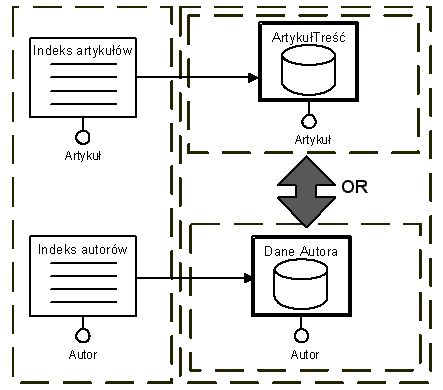 Indeks artykułów
ArtykułTreść
Artykuł
Artykuł
OR
Indeks autorów
Dane Autora
Autor
Autor